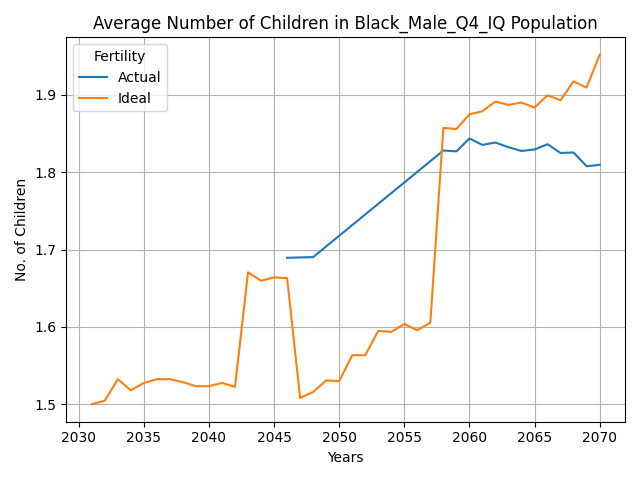 Average Number of Children in Black_Male_Q4_IQ Population
Fertility
Actual
Ideal
No. of Children
1.9
1.8
1.7
1.6
1.5
2030 2035 2040 2045 2050 2055 2060 2065 2070
Years